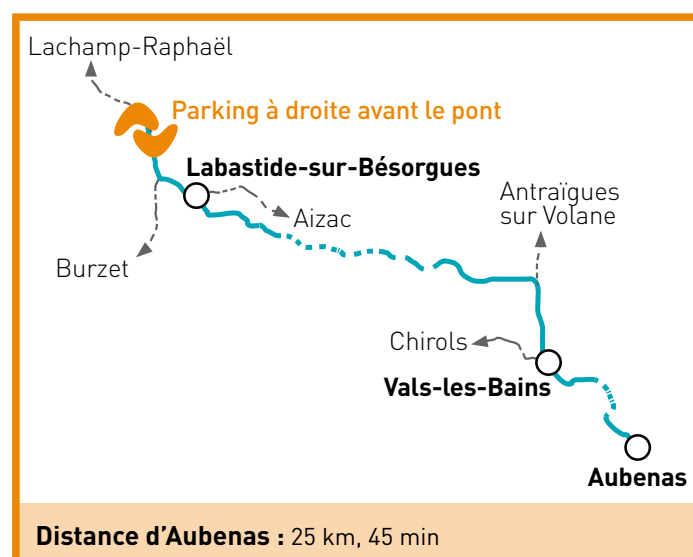 Lachamp-Raphaël
Parking à droite avant le pont
Labastide-sur-Bésorgues
Antraïgues
sur Volane
Aizac
Burzet
Chirols
Vals-les-Bains
Aubenas
Distance d’Aubenas : 25 km, 45 min